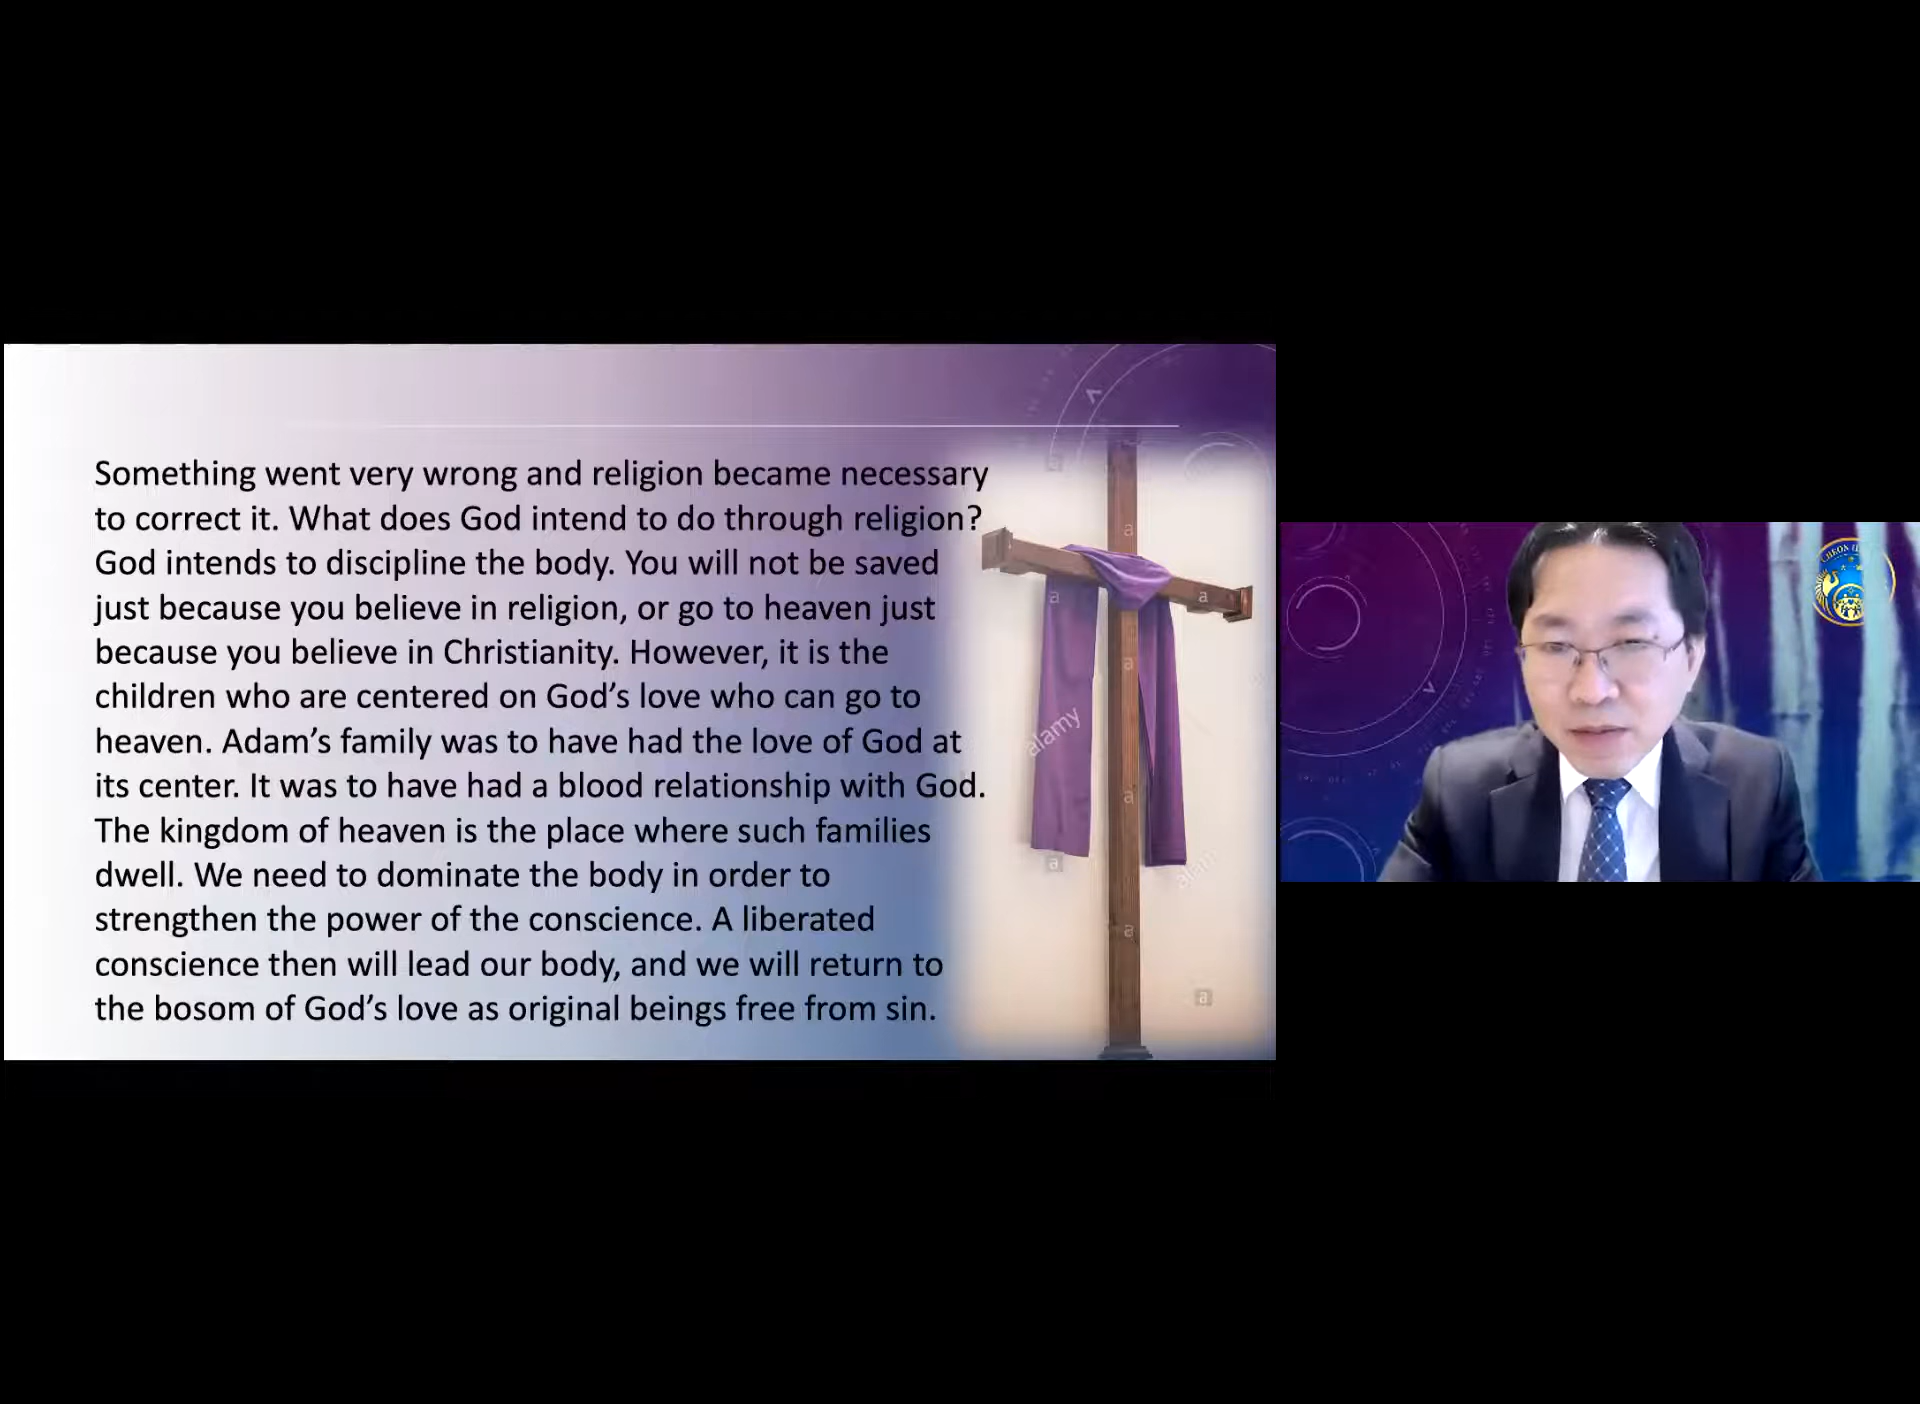 Something went very wrong and religion became necessary
to correct it. What does God intend to do through religion?
God intends to discipline the body. You will not be saved
just because you believe in religion, or go to heaven just
because you believe in Christianity. However, it is the
children who are centered on God’s love who can go to
heaven. Adam’s family was to have had the love of God at
its center. It was to have had a blood relationship with God.
The kingdom of heaven is the place where such families
dwell. We need to dominate the body in order to
strengthen the power of the conscience. A liberated
conscience then will lead our body, and we will return to
the bosom of God’s love as original beings free from sin.
a
a
a
a
a
alamy
a
a
alam
a
a